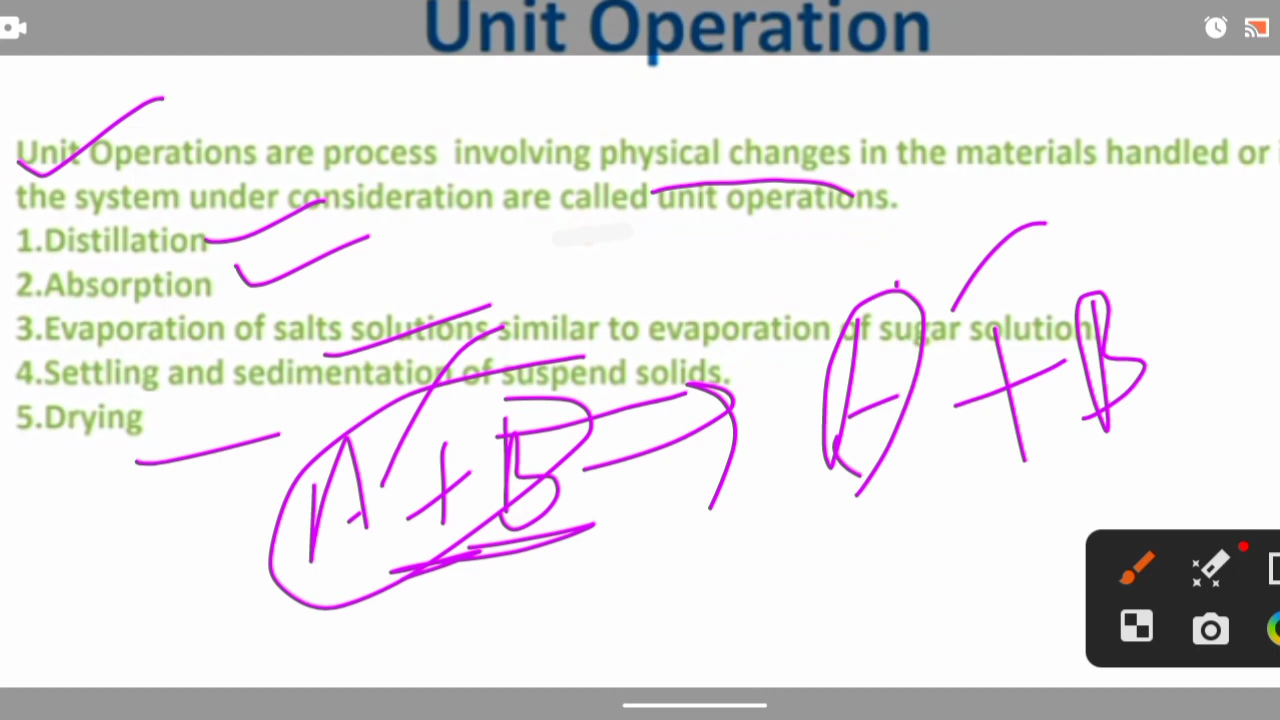 Unit Operation
Unit Operations are process involving physical changes in the materials handled or
the system under consideration are called unit operations.
1.Distillation
2.Absorption
3.Evaporation of salts solutions similar to evaporation of sugar solution
4.Settling and sedimentation of suspend solids.
5.Drying
A + B → A + B